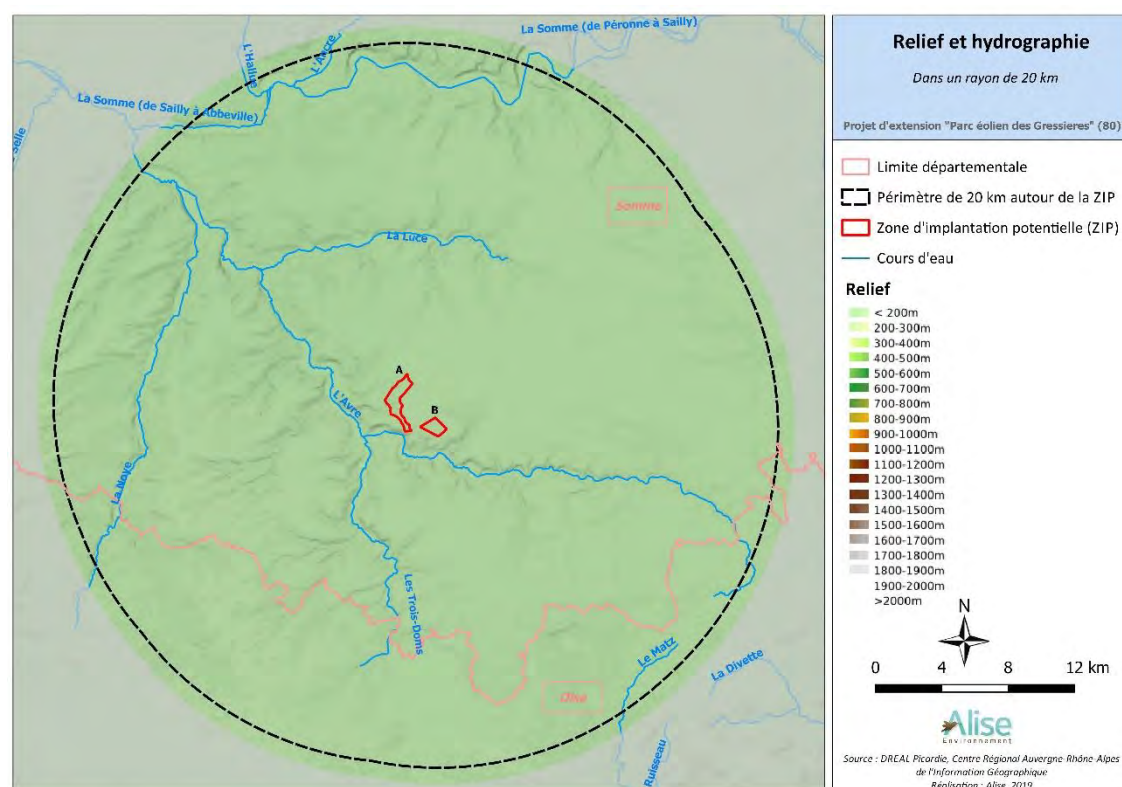 La Somme (de Péronne à Sailly)
L'Hallue
L'Ancre
La Somme (de Sailly à Abbeville)
Selle
Somme
La Luce
A
B
L'Avre
La Noye
Les Trois-Doms
Oise
Le Matz
La Divette
Ruisseau
Relief et hydrographie
Dans un rayon de 20 km
Projet d'extension "Parc éolien des Gressieres" (80)
Limite départementale
Périmètre de 20 km autour de la ZIP
Zone d'implantation potentielle (ZIP)
Cours d'eau
Relief
< 200m
200-300m
300-400m
400-500m
500-600m
600-700m
700-800m
800-900m
900-1000m
1000-1100m
1100-1200m
1200-1300m
1300-1400m
1400-1500m
1500-1600m
1600-1700m
1700-1800m
1800-1900m
1900-2000m
>2000m
N
0 4 8 12 km
Alise
Environnement
Source : DREAL Picardie, Centre Régional Auvergne-Rhône-Alpes
de l'Information Géographique
Réalisation : Alise, 2019